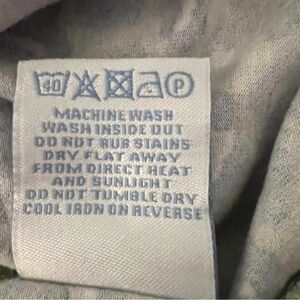 40 P
MACHINE WASH
WASH INSIDE OUT
DO NOT RUB STAINS
DRY FLAT AWAY
FROM DIRECT HEAT
AND SUNLIGHT
DO NOT TUMBLE DRY
COOL IRON ON REVERSE